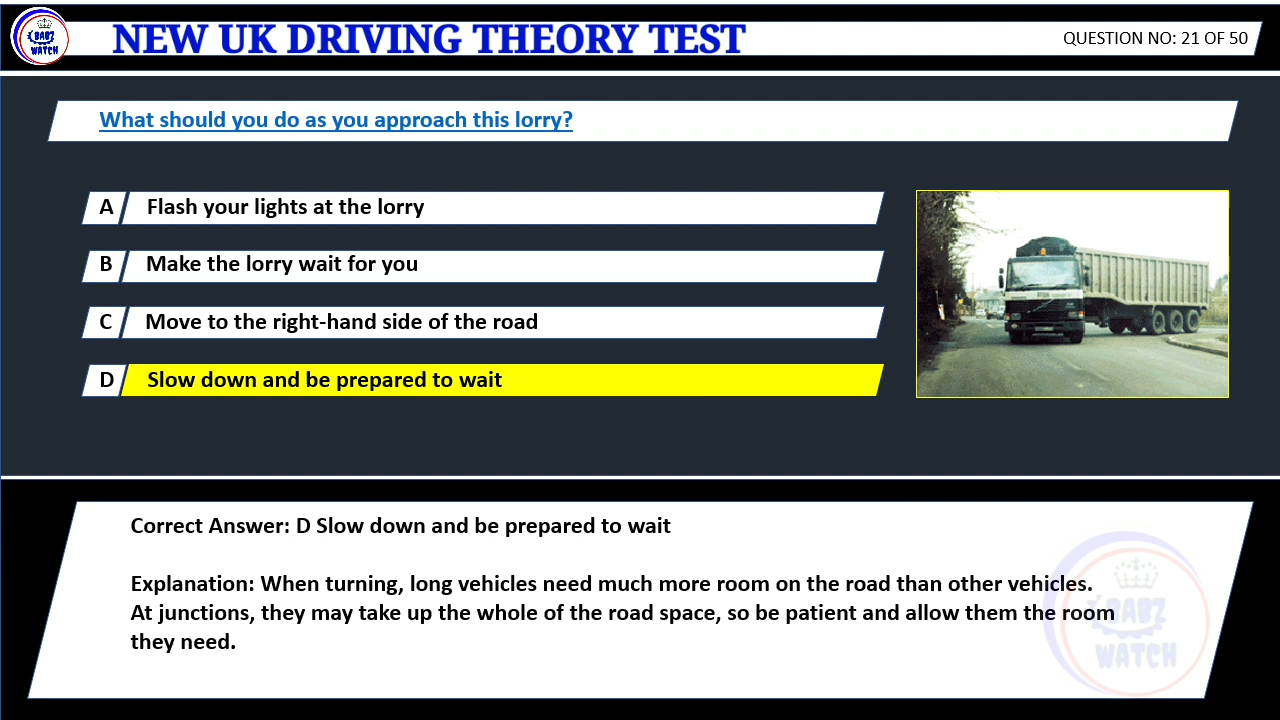 BABZ
WATCH
NEW UK DRIVING THEORY TEST
QUESTION NO: 21 OF 50
What should you do as you approach this lorry?
A Flash your lights at the lorry
B Make the lorry wait for you
C Move to the right-hand side of the road
D Slow down and be prepared to wait
Correct Answer: D Slow down and be prepared to wait
Explanation: When turning, long vehicles need much more room on the road than other vehicles.
At junctions, they may take up the whole of the road space, so be patient and allow them the room
they need.
BABZ
WATCH